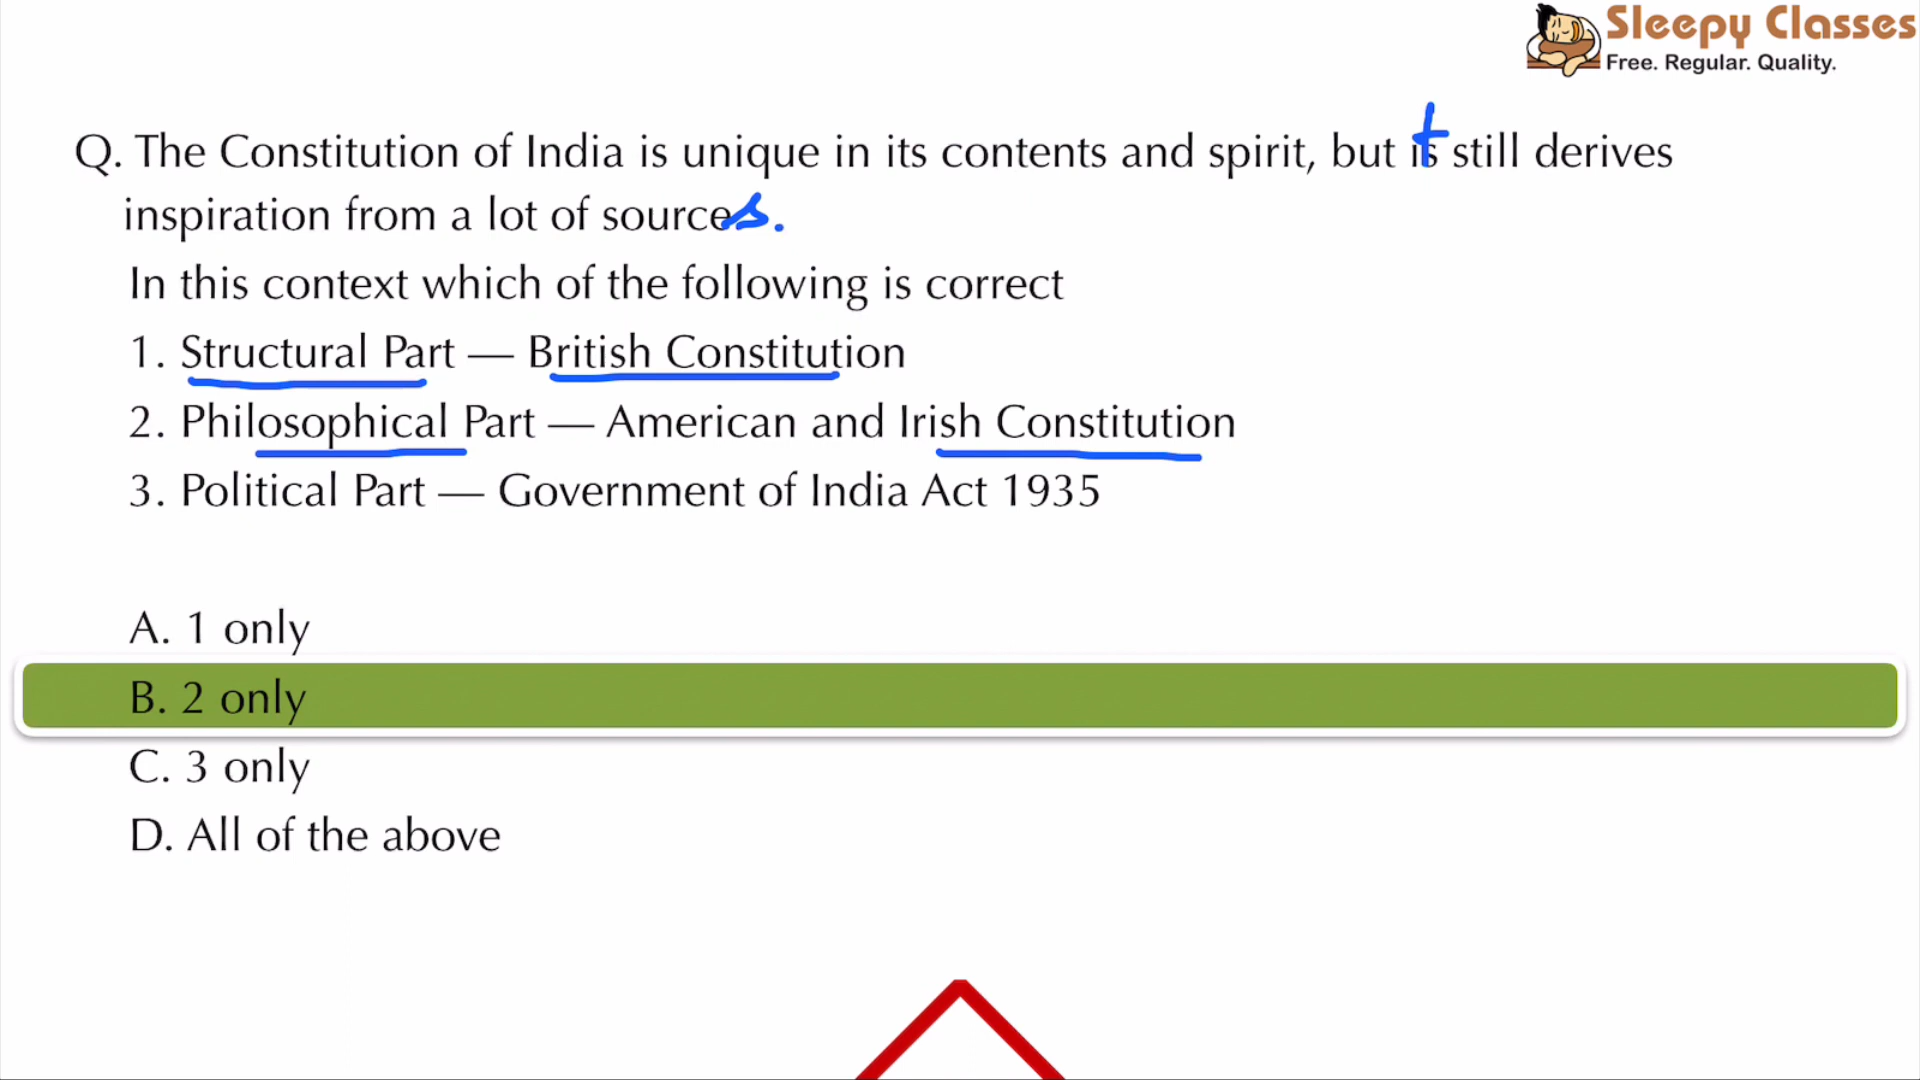 Sleepy Classes
Free. Regular. Quality.
Q. The Constitution of India is unique in its contents and spirit, but it still derives
inspiration from a lot of sources.
In this context which of the following is correct
1. Structural Part — British Constitution
2. Philosophical Part — American and Irish Constitution
3. Political Part — Government of India Act 1935
A. 1 only
B. 2 only
C. 3 only
D. All of the above